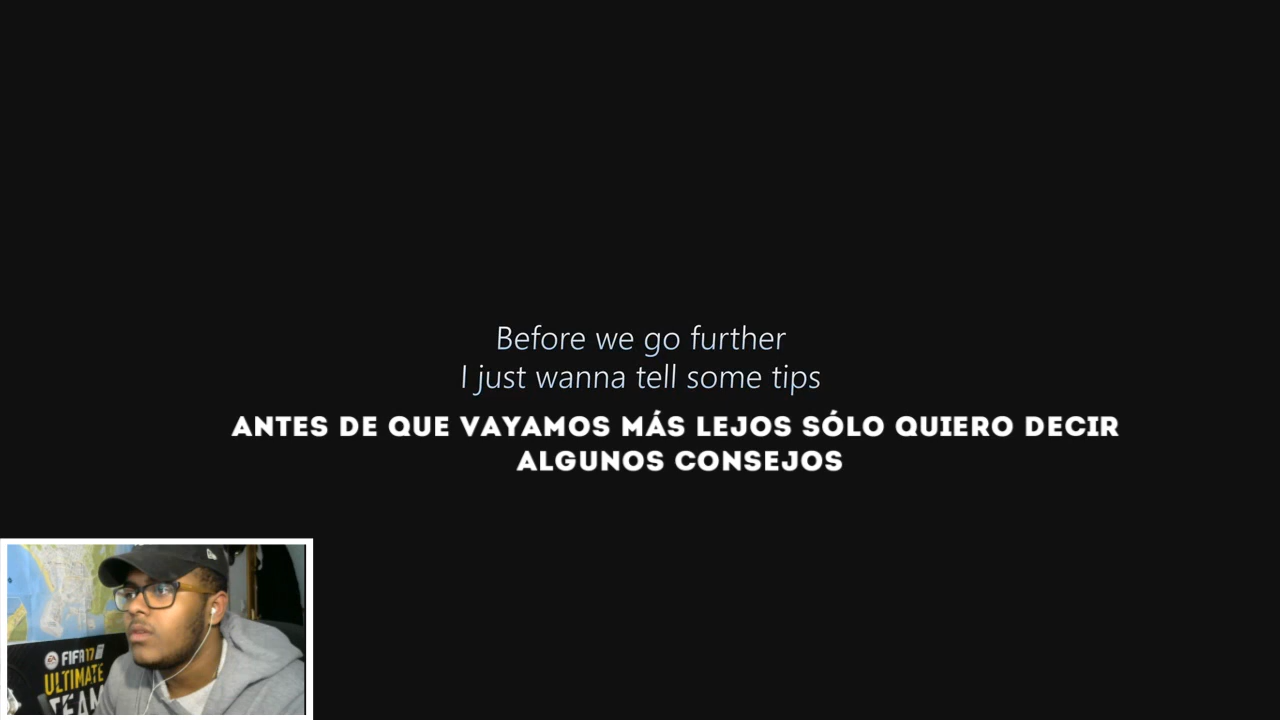 Before we go further
I just wanna tell some tips
ANTES DE QUE VAYAMOS MÁS LEJOS SÓLO QUIERO DECIR
ALGUNOS CONSEJOS
FIFA 17
ULTIMATE
TEAM